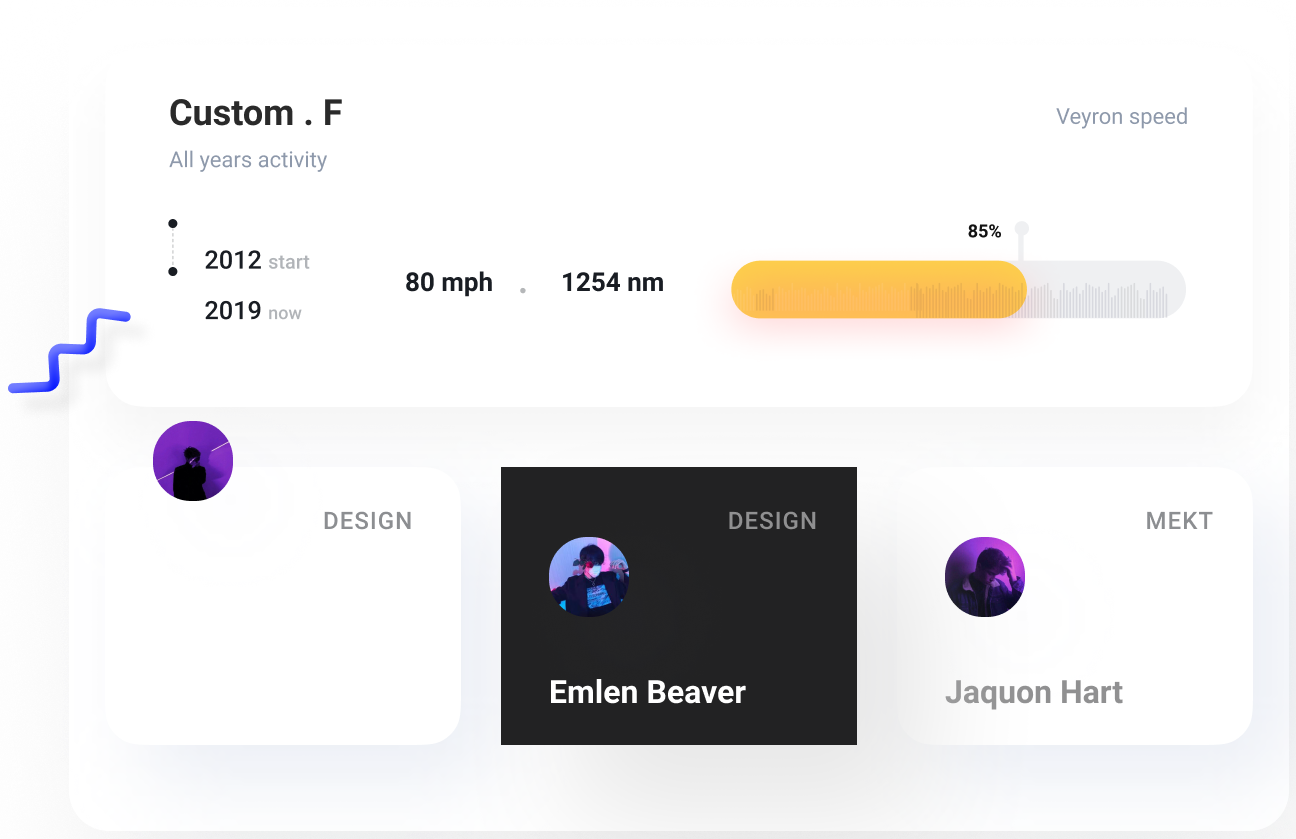 Custom . F
Veyron speed
All years activity
85%
2012 start
80 mph . 1254 nm
2019 now
DESIGN
DESIGN
MEKT
Emlen Beaver
Jaquon Hart